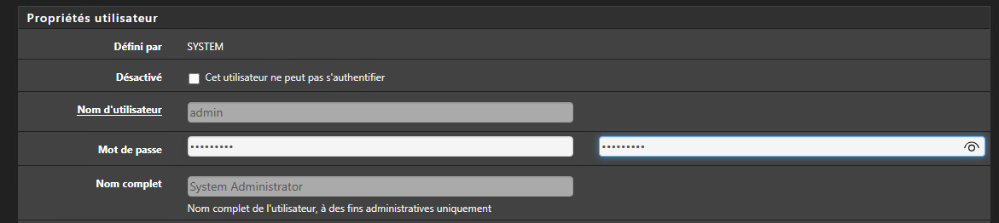 Propriétés utilisateur
Défini par SYSTEM
Désactivé Cet utilisateur ne peut pas s'authentifier
Nom d'utilisateur admin
Mot de passe ••••••••• •••••••••
Nom complet System Administrator
Nom complet de l'utilisateur, à des fins administratives uniquement